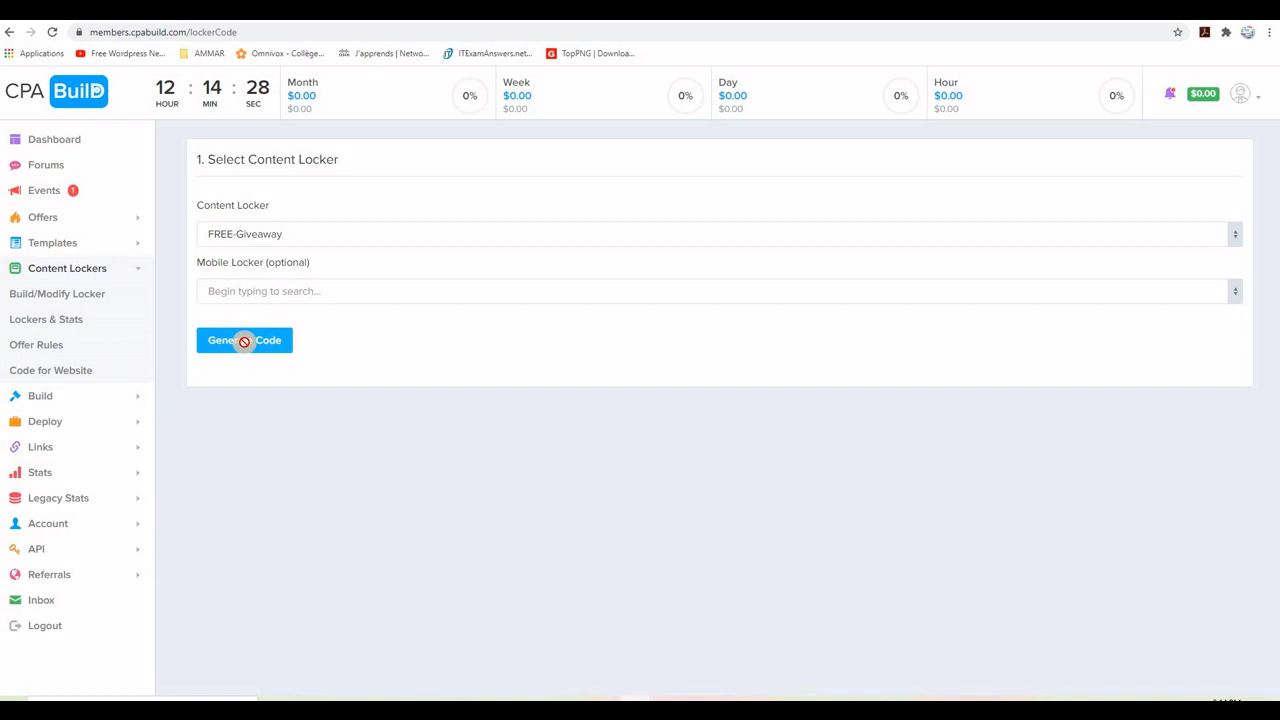 members.cpabuild.com/lockerCode
Applications
Free Wordpress Ne...
AMMAR
Omnivox - Collège...
J'apprends | Netwo...
ITExamAnswers.net...
TopPNG | Downloa...
CPA BuilD
12 : 14 : 28
HOUR MIN SEC
Month
$0.00
$0.00
0%
Week
$0.00
$0.00
0%
Day
$0.00
$0.00
0%
Hour
$0.00
$0.00
0%
$0.00
Dashboard
Forums
Events 1
Offers
Templates
Content Lockers
Build/Modify Locker
Lockers & Stats
Offer Rules
Code for Website
Build
Deploy
Links
Stats
Legacy Stats
Account
API
Referrals
Inbox
Logout
1. Select Content Locker
Content Locker
FREE-Giveaway
Mobile Locker (optional)
Begin typing to search...
Generate Code